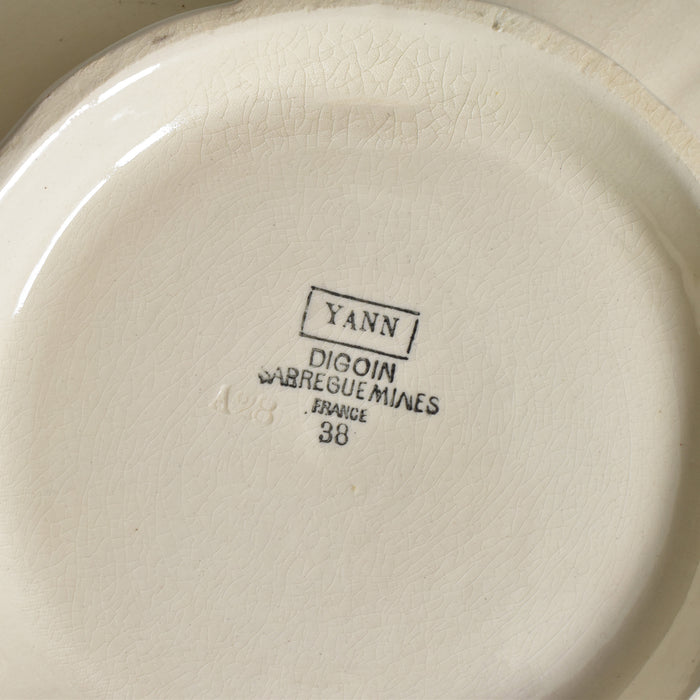 YANN
DIGOIN
SARREGUEMINES
FRANCE
38